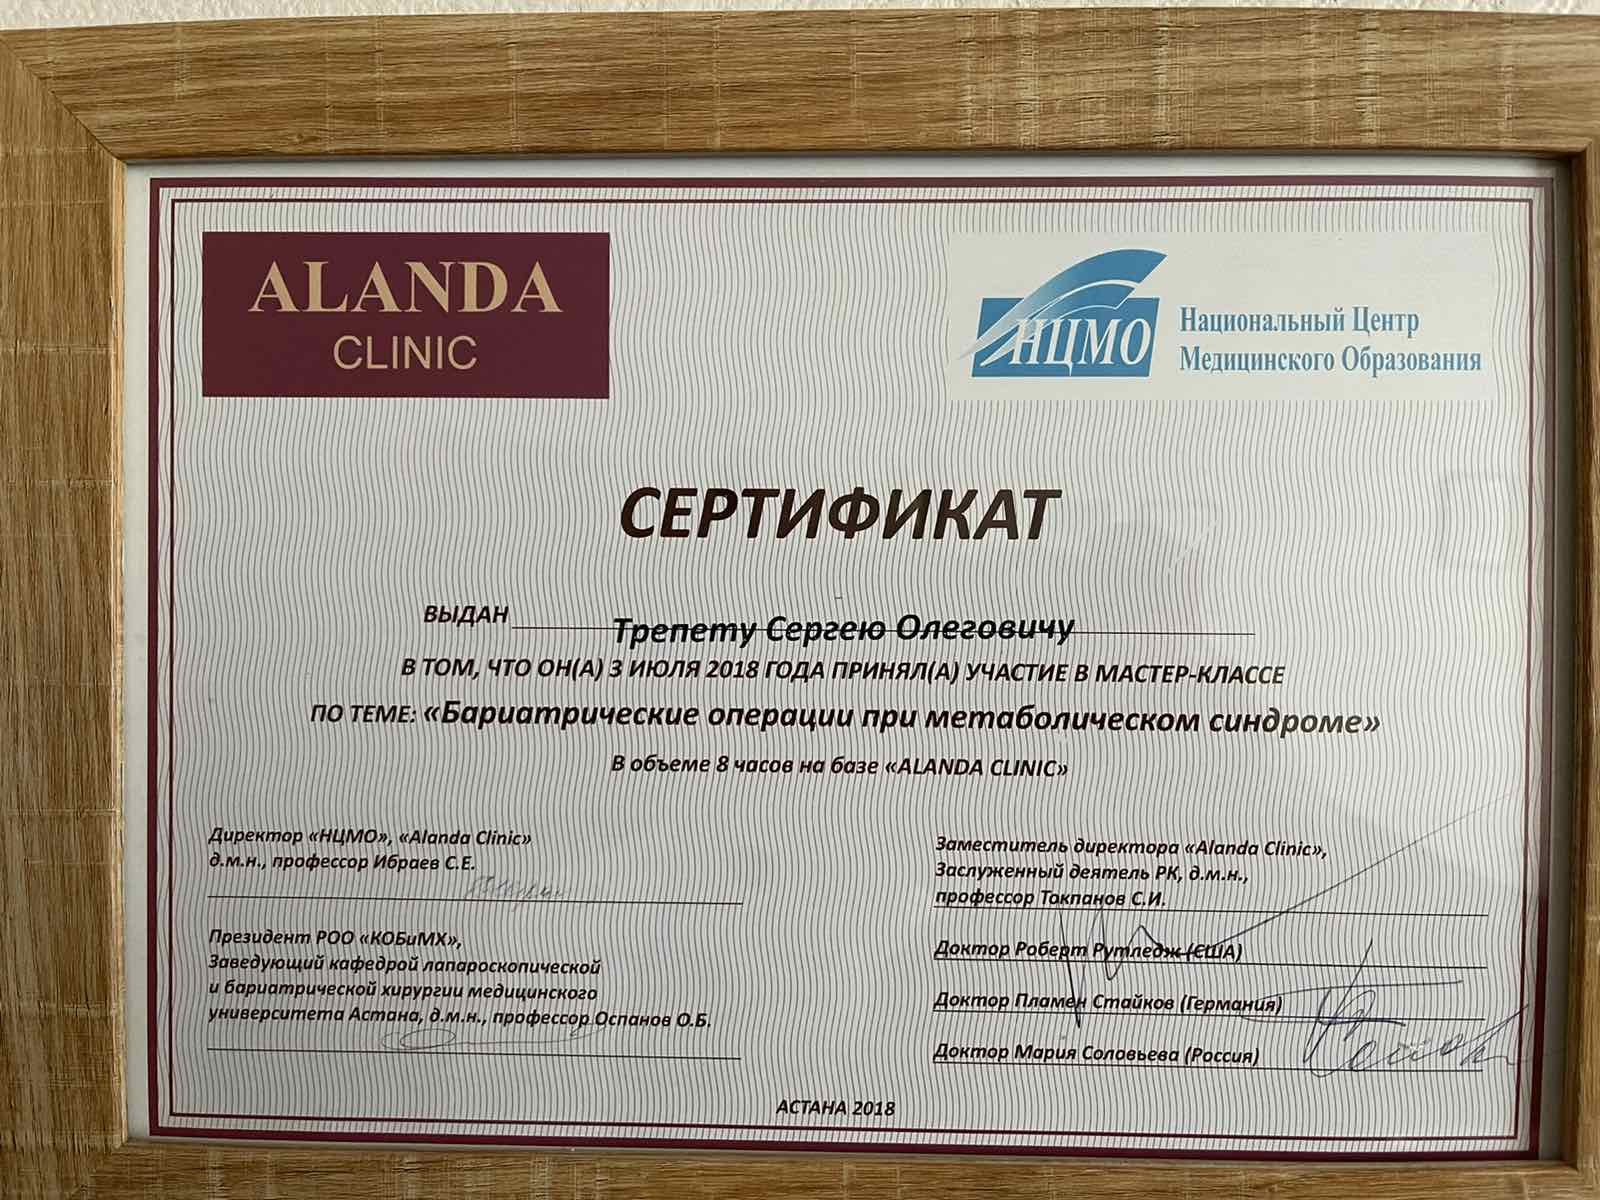 ALANDA
CLINIC
НЦМО
Национальный Центр
Медицинского Образования
СЕРТИФИКАТ
ВЫДАН Трепету Сергею Олеговичу
В ТОМ, ЧТО ОН(А) 3 ИЮЛЯ 2018 ГОДА ПРИНЯЛ(А) УЧАСТИЕ В МАСТЕР-КЛАССЕ
ПО ТЕМЕ: «Бариатрические операции при метаболическом синдроме»
В объеме 8 часов на базе «ALANDA CLINIC»
Директор «НЦМО», «Alanda Clinic»
д.м.н., профессор Ибраев С.Е.
Президент РОО «КОБиМХ»,
Заведующий кафедрой лапароскопической
и бариатрической хирургии медицинского
университета Астана, д.м.н., профессор Оспанов О.Б.
Заместитель директора «Alanda Clinic»,
Заслуженный деятель РК, д.м.н.,
профессор Токпанов С.И.
Доктор Роберт Рутледж (США)
Доктор Пламен Стайков (Германия)
Доктор Мария Соловьева (Россия)
АСТАНА 2018